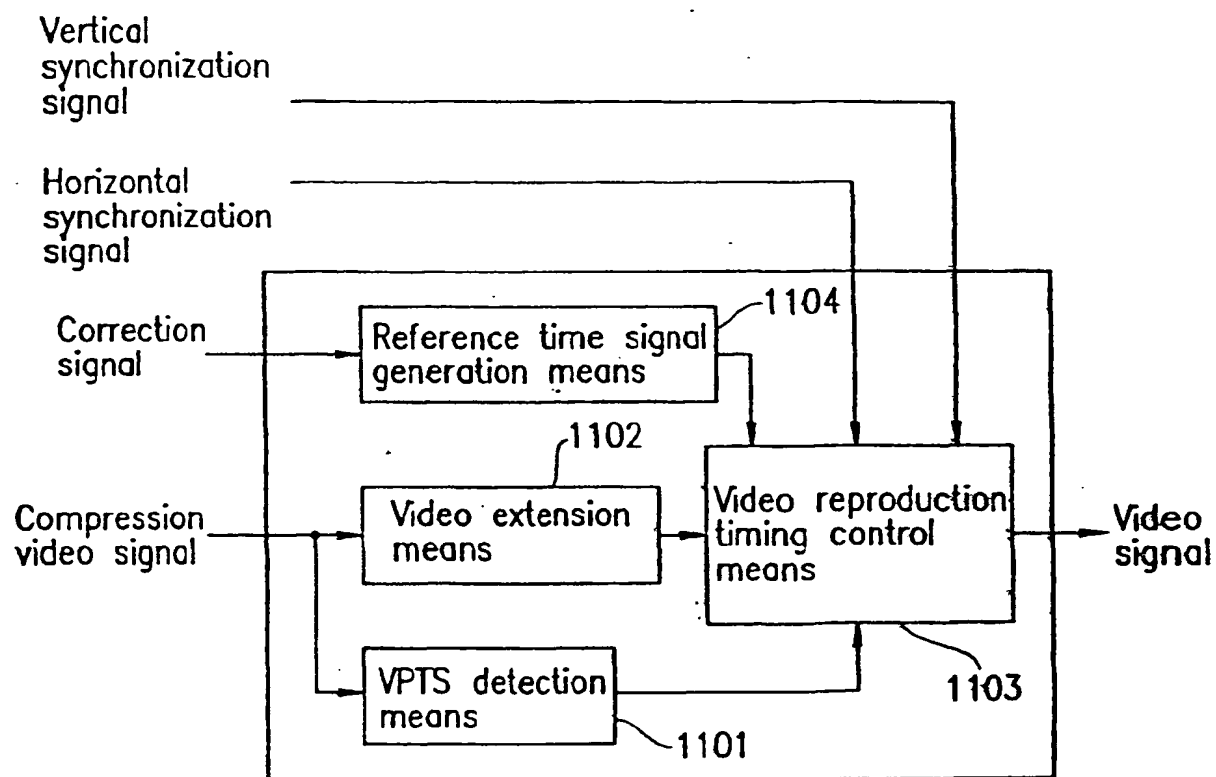 Vertical
synchronization
signal
Horizontal
synchronization
signal
Correction
signal
Reference time signal
generation means
1104
1102
Compression
video signal
Video extension
means
Video reproduction
timing control
means
Video
signal
VPTS detection
means
1103
1101